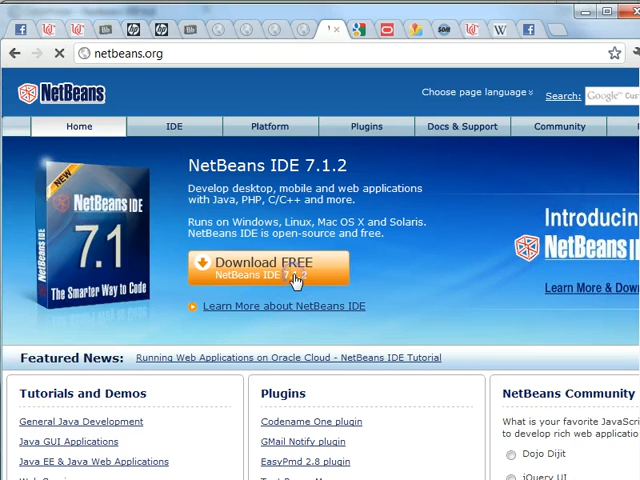 netbeans.org
NetBeans
Choose page language
Search:
Google
Home
IDE
Platform
Plugins
Docs & Support
Community
NEW
NetBeans IDE
7.1
The Smarter Way to Code
NetBeans IDE 7.1.2
Develop desktop, mobile and web applications
with Java, PHP, C/C++ and more.
Runs on Windows, Linux, Mac OS X and Solaris.
NetBeans IDE is open-source and free.
Download FREE
NetBeans IDE 7.1.2
Learn More about NetBeans IDE
Introducin
NetBeans
Learn More & Dow
Featured News:
Running Web Applications on Oracle Cloud - NetBeans IDE Tutorial
Tutorials and Demos
General Java Development
Java GUI Applications
Java EE & Java Web Applications
Plugins
Codename One plugin
GMail Notify plugin
EasyPmd 2.8 plugin
NetBeans Community
What is your favorite JavaScri
to develop rich web applicatio
Dojo Dijit
jQuery UI